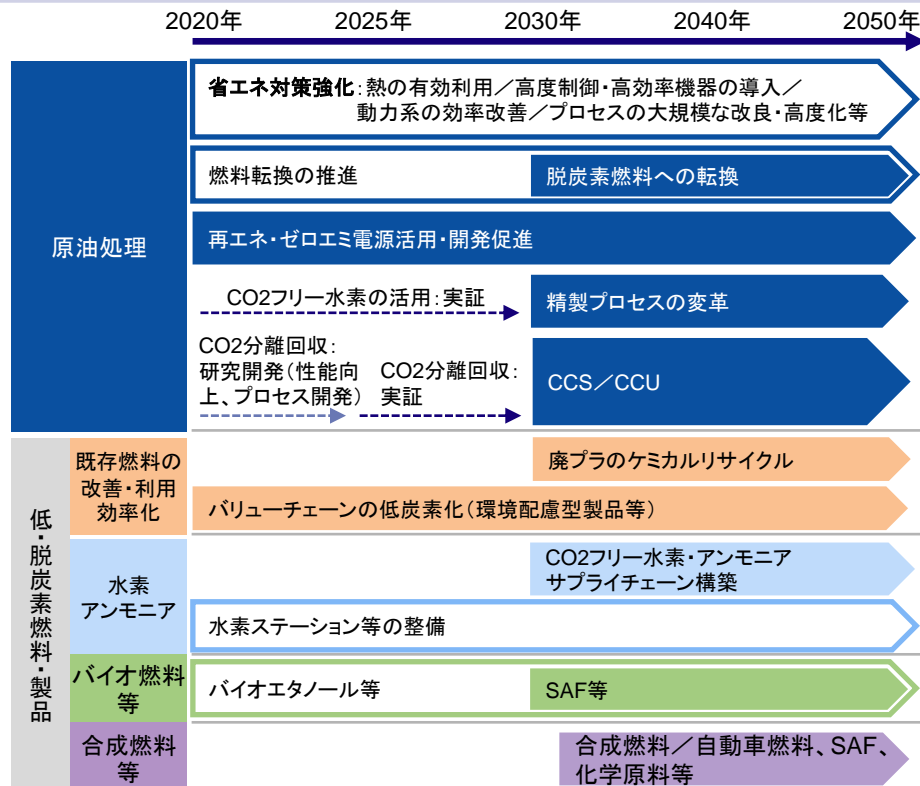 2020年 2025年 2030年 2040年 2050年
原油処理
省エネ対策強化：熱の有効利用／高度制御・高効率機器の導入／
動力系の効率改善／プロセスの大規模な改良・高度化等
燃料転換の推進
脱炭素燃料への転換
再エネ・ゼロエミ電源活用・開発促進
CO2フリー水素の活用：実証
精製プロセスの変革
CO2分離回収：
研究開発（性能向
上、プロセス開発）
CO2分離回収：
実証
CCS／CCU
低・脱炭素燃料・製品
既存燃料の
改善・利用
効率化
廃プラのケミカルリサイクル
バリューチェーンの低炭素化（環境配慮型製品等）
水素
アンモニア
CO2フリー水素・アンモニア
サプライチェーン構築
水素ステーション等の整備
バイオ燃料
等
バイオエタノール等
SAF等
合成燃料
等
合成燃料／自動車燃料、SAF、
化学原料等